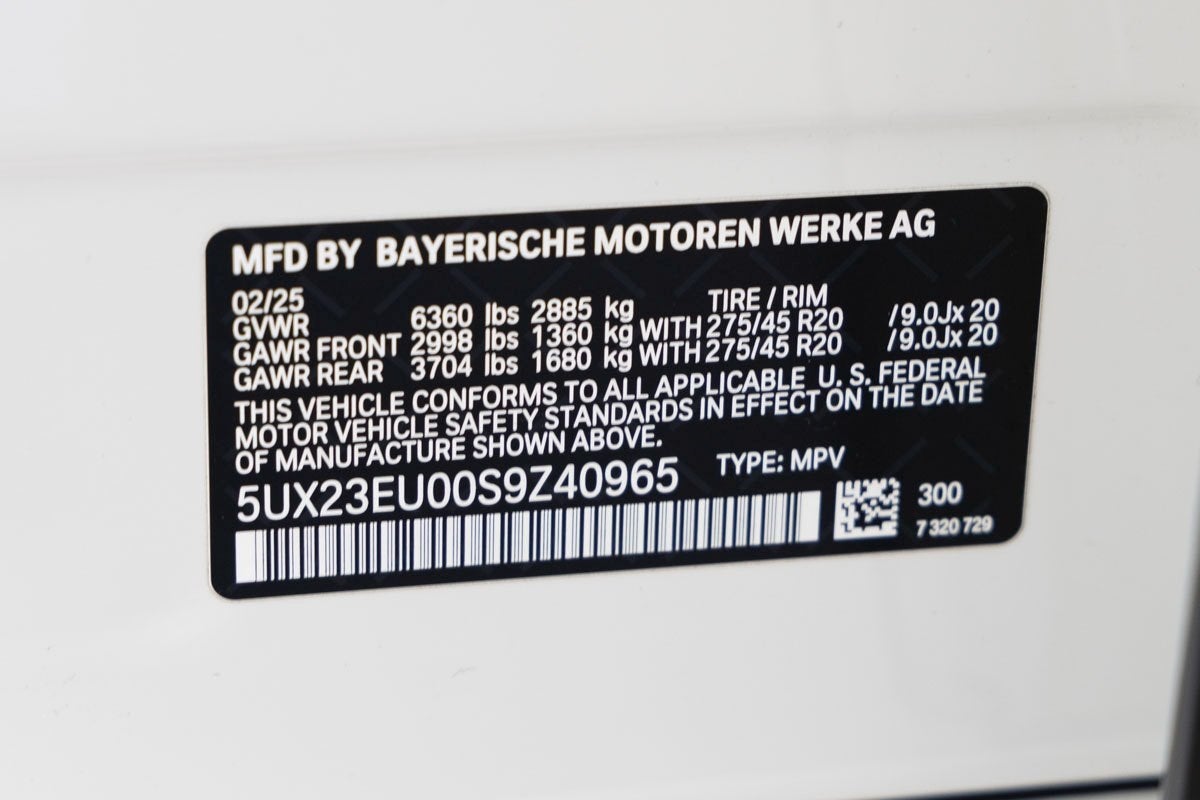 MFD BY BAYERISCHE MOTOREN WERKE AG
02/25 TIRE / RIM
GVWR 6360 lbs 2885 kg
GAWR FRONT 2998 lbs 1360 kg WITH 275/45 R20 /9.0Jx 20
GAWR REAR 3704 lbs 1680 kg WITH 275/45 R20 /9.0Jx 20
THIS VEHICLE CONFORMS TO ALL APPLICABLE U. S. FEDERAL
MOTOR VEHICLE SAFETY STANDARDS IN EFFECT ON THE DATE
OF MANUFACTURE SHOWN ABOVE.
5UX23EU00S9Z40965 TYPE: MPV
300
7 320 729